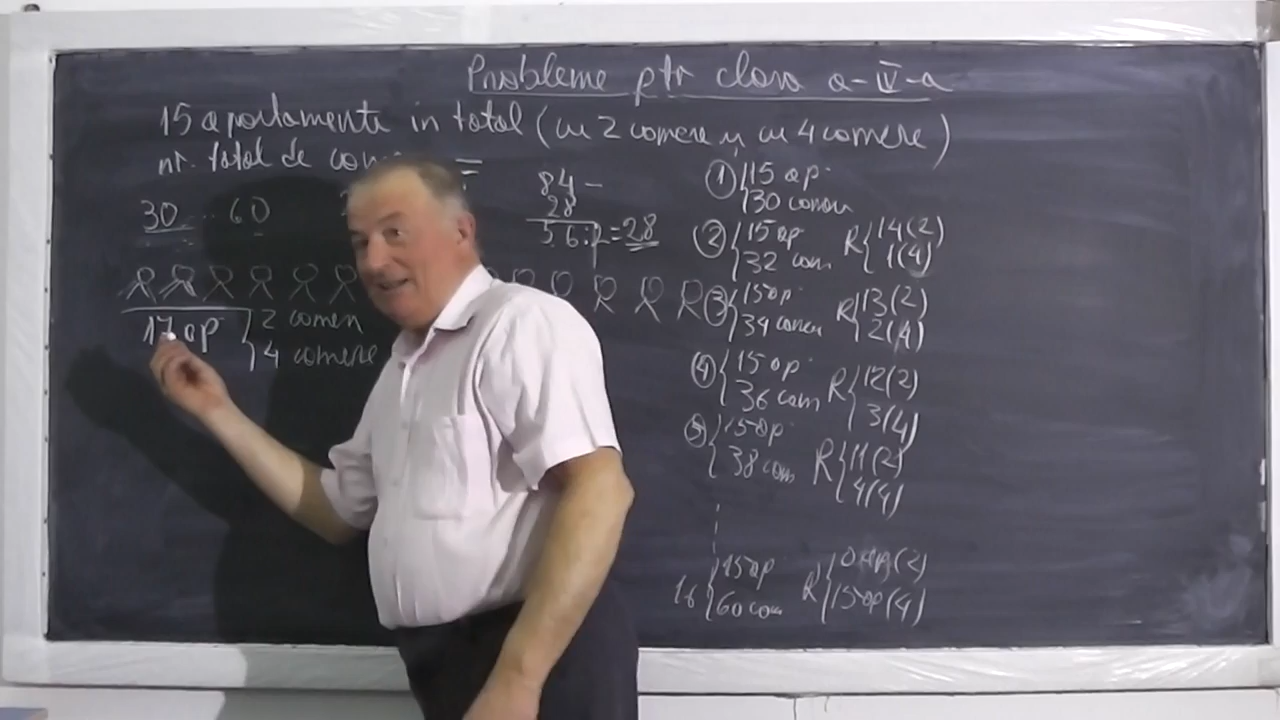 Probleme ptr clasa a-IV-a
15 apartamente in total (cu 2 camere și cu 4 camere)
nr. total de
30 ... 60
17 ap { 2 camere
4 camere
84 -
28
56:2=28
① { 15 ap
30 camere
② { 15 ap R { 14(2)
32 cam 1(4)
③ { 15 ap R { 13(2)
34 camere 2(4)
④ { 15 ap R { 12(2)
36 cam 3(4)
⑤ { 15 ap R { 11(2)
38 cam 4(4)
16 { 15 ap R { 0 ap(2)
60 cam 15 ap(4)